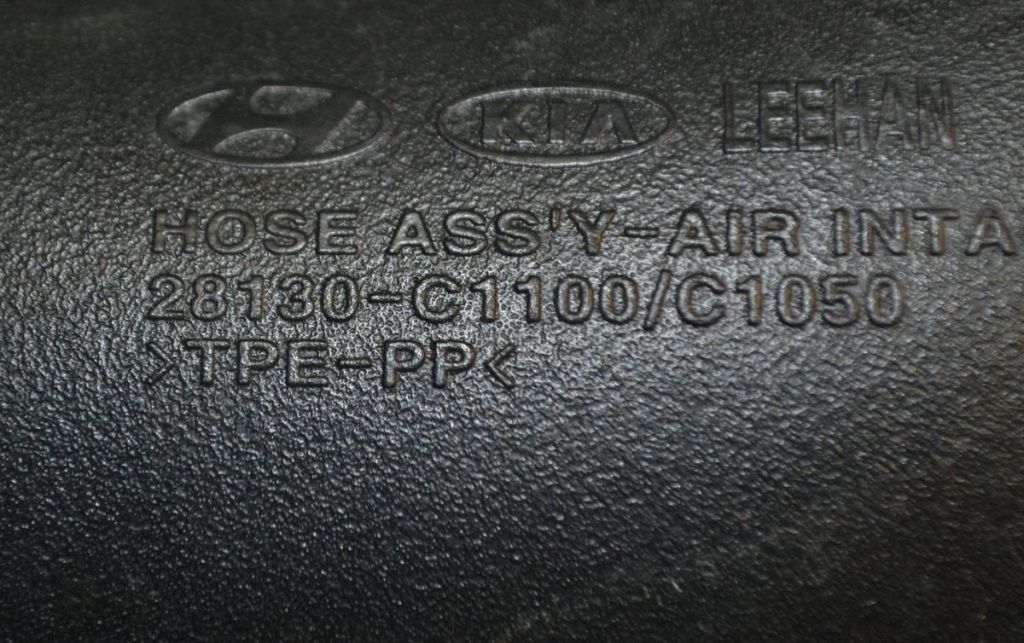 KIA LEEHAN
HOSE ASS'Y-AIR INTA
28130-C1100/C1050
>TPE-PP<